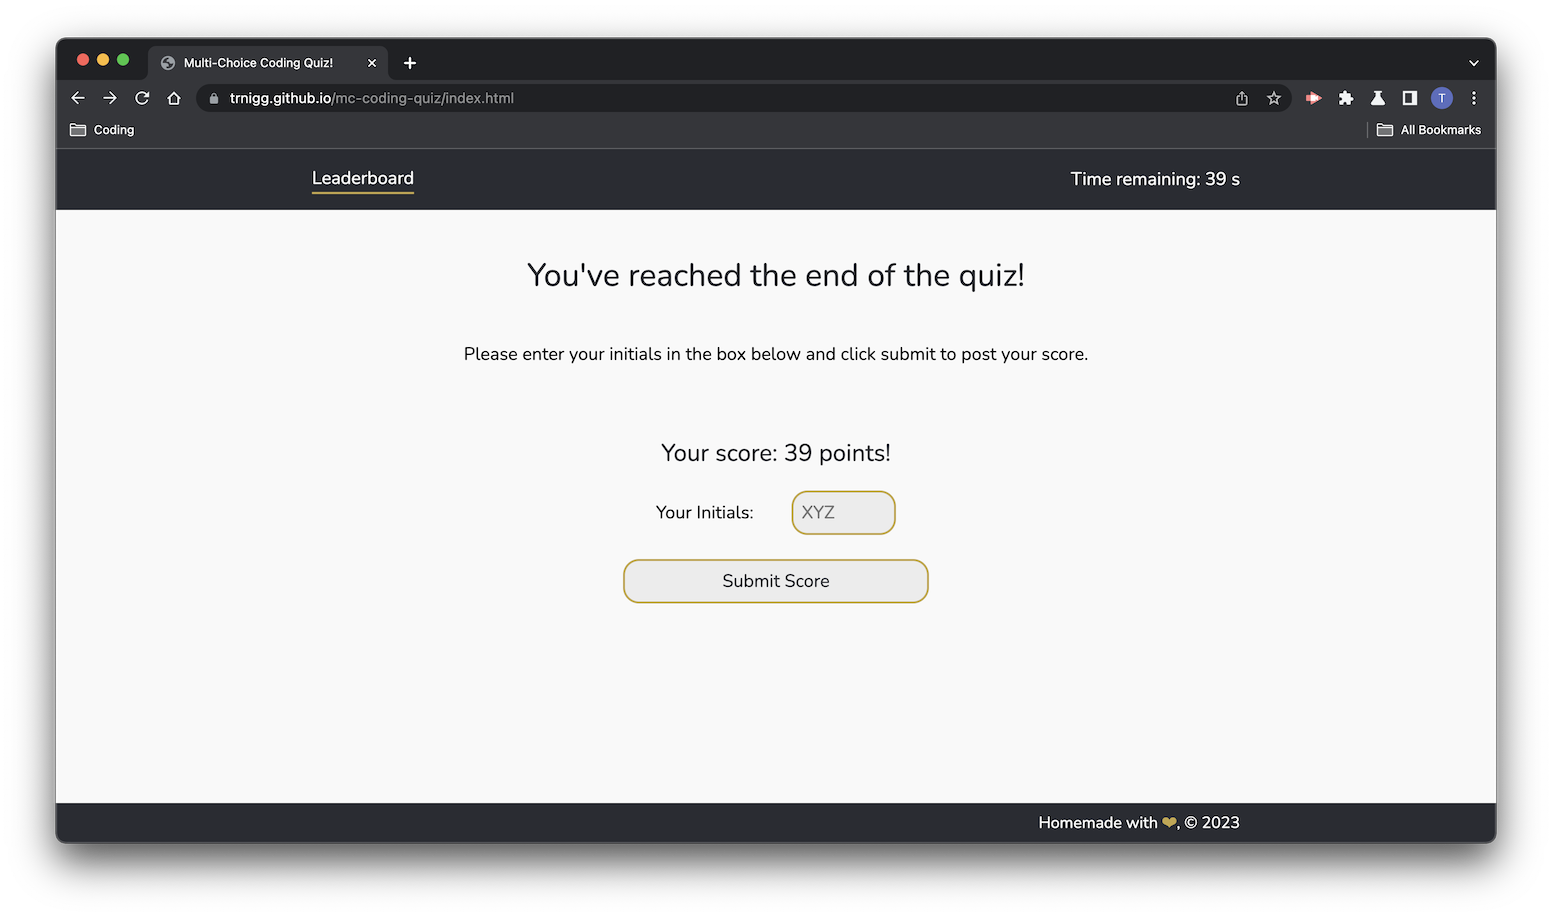 Multi-Choice Coding Quiz!
trnigg.github.io/mc-coding-quiz/index.html
T
Coding
All Bookmarks
Leaderboard
Time remaining: 39 s
You've reached the end of the quiz!
Please enter your initials in the box below and click submit to post your score.
Your score: 39 points!
Your Initials: XYZ
Submit Score
Homemade with ❤, © 2023